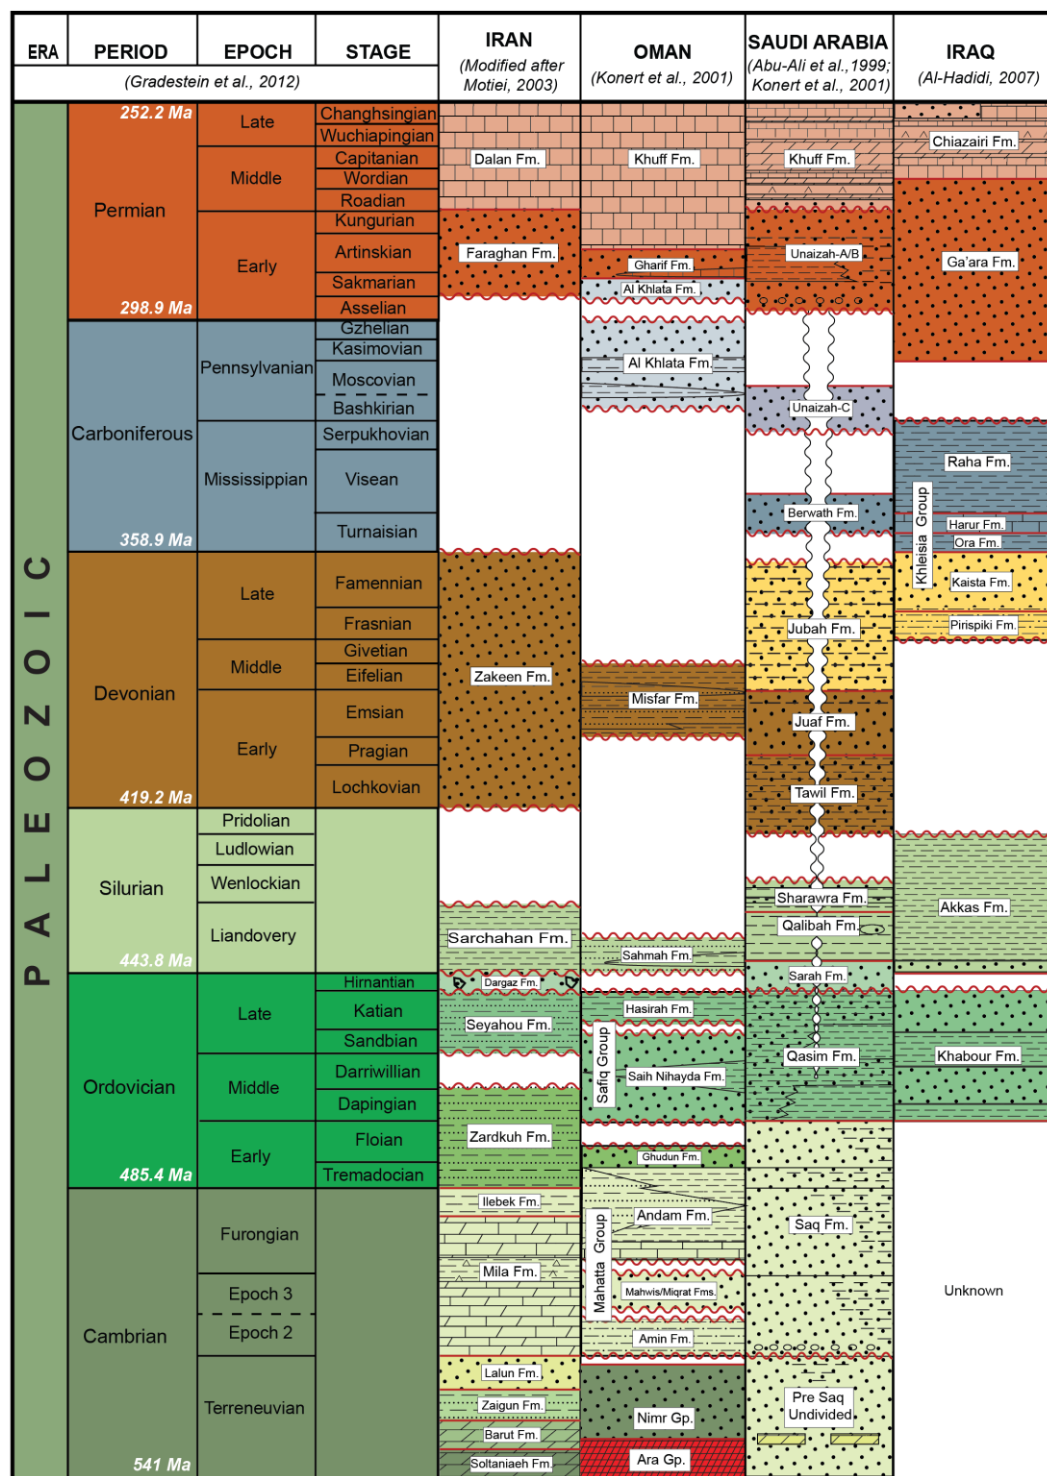 ERA
PERIOD
EPOCH
STAGE
IRAN
(Modified after
Motiei, 2003)
OMAN
(Konert et al., 2001)
SAUDI ARABIA
(Abu-Ali et al.,1999;
Konert et al., 2001)
IRAQ
(Al-Hadidi, 2007)
(Gradestein et al., 2012)
PALEOZOIC
252.2 Ma
Permian
298.9 Ma
Carboniferous
358.9 Ma
Devonian
419.2 Ma
Silurian
443.8 Ma
Ordovician
485.4 Ma
Cambrian
541 Ma
Late
Middle
Early
Pennsylvanian
Mississippian
Late
Middle
Early
Pridolian
Ludlowian
Wenlockian
Liandovery
Late
Middle
Early
Furongian
Epoch 3
Epoch 2
Terreneuvian
Changhsingian
Wuchiapingian
Capitanian
Wordian
Roadian
Kungurian
Artinskian
Sakmarian
Asselian
Gzhelian
Kasimovian
Moscovian
Bashkirian
Serpukhovian
Visean
Turnaisian
Famennian
Frasnian
Givetian
Eifelian
Emsian
Pragian
Lochkovian
Hirnantian
Katian
Sandbian
Darriwillian
Dapingian
Floian
Tremadocian
Dalan Fm.
Faraghan Fm.
Zakeen Fm.
Sarchahan Fm.
Dargaz Fm.
Seyahou Fm.
Zardkuh Fm.
Ilebek Fm.
Mila Fm.
Lalun Fm.
Zaigun Fm.
Barut Fm.
Soltaniaeh Fm.
Khuff Fm.
Gharif Fm.
Al Khlata Fm.
Al Khlata Fm.
Misfar Fm.
Sahmah Fm.
Hasirah Fm.
Safiq Group
Saih Nihayda Fm.
Ghudun Fm.
Mahatta Group
Andam Fm.
Mahwis/Miqrat Fms.
Amin Fm.
Nimr Gp.
Ara Gp.
Khuff Fm.
Unaizah-A/B
Unaizah-C
Berwath Fm.
Jubah Fm.
Juaf Fm.
Tawil Fm.
Sharawra Fm.
Qalibah Fm.
Sarah Fm.
Qasim Fm.
Saq Fm.
Pre Saq
Undivided
Chiazairi Fm.
Ga'ara Fm.
Khleisia Group
Raha Fm.
Harur Fm.
Ora Fm.
Kaista Fm.
Pirispiki Fm.
Akkas Fm.
Khabour Fm.
Unknown